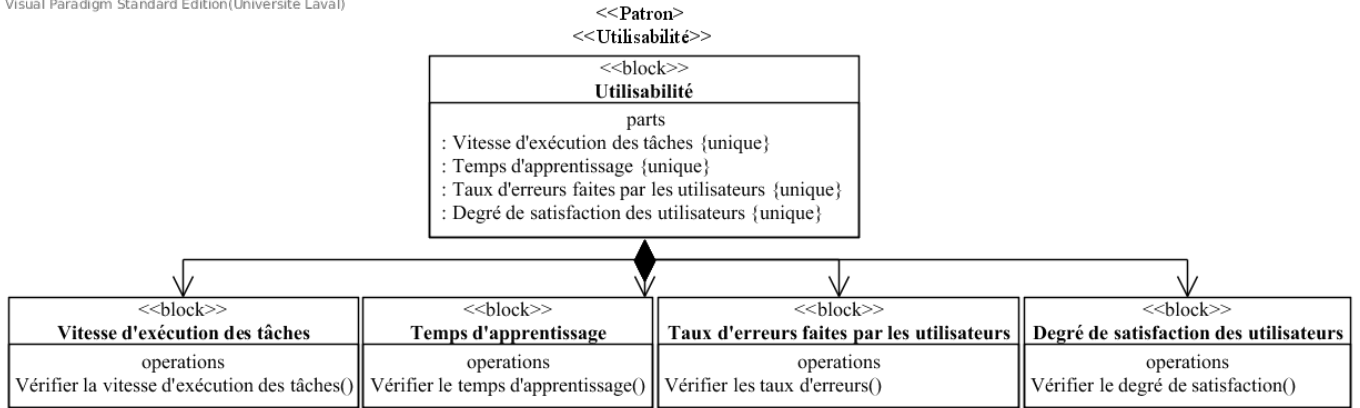 Visual Paradigm Standard Edition(Université Laval)
<<Patron>
<<Utilisabilité>>
<<block>>
Utilisabilité
parts
: Vitesse d'exécution des tâches {unique}
: Temps d'apprentissage {unique}
: Taux d'erreurs faites par les utilisateurs {unique}
: Degré de satisfaction des utilisateurs {unique}
<<block>>
Vitesse d'exécution des tâches
operations
Vérifier la vitesse d'exécution des tâches()
<<block>>
Temps d'apprentissage
operations
Vérifier le temps d'apprentissage()
<<block>>
Taux d'erreurs faites par les utilisateurs
operations
Vérifier les taux d'erreurs()
<<block>>
Degré de satisfaction des utilisateurs
operations
Vérifier le degré de satisfaction()